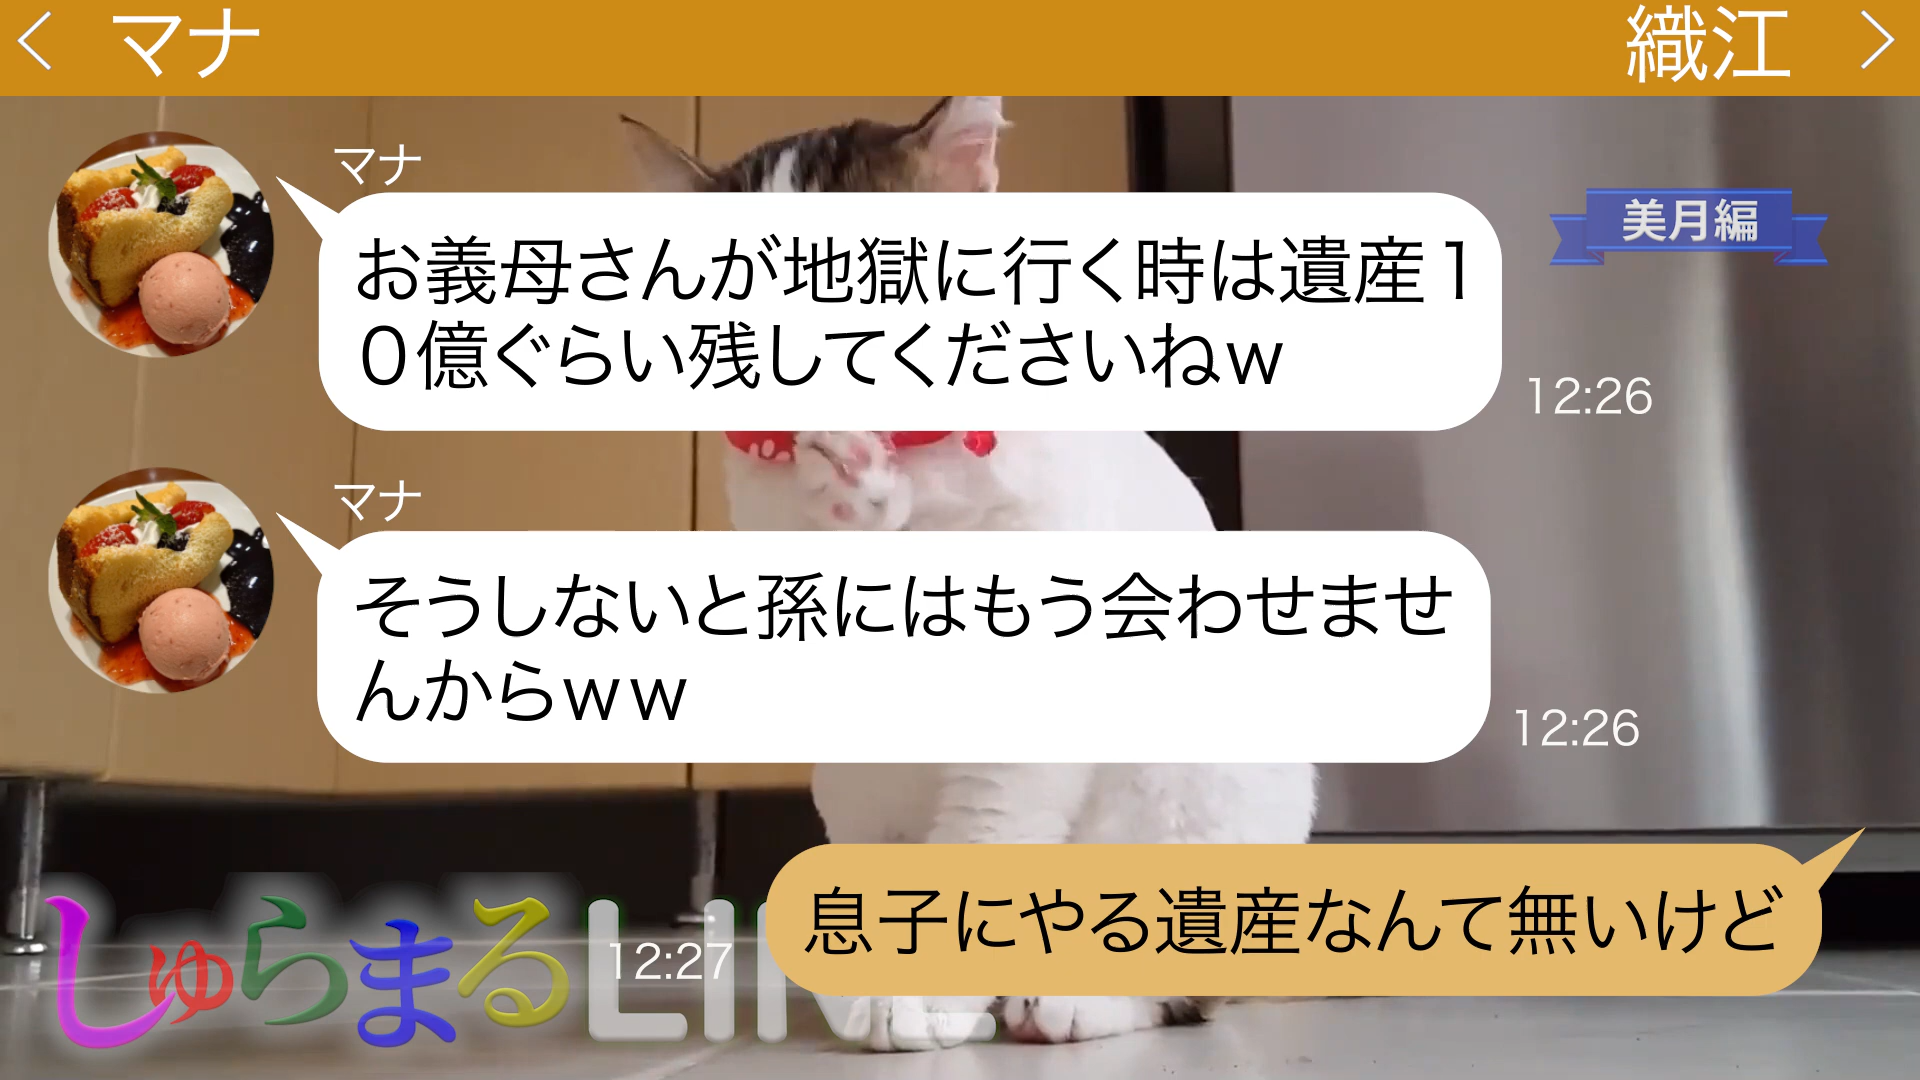 マナ
織江
マナ
美月編
お義母さんが地獄に行く時は遺産1
0億ぐらい残してくださいねw
12:26
マナ
そうしないと孫にはもう会わせませ
んからww
12:26
息子にやる遺産なんて無いけど
12:27
しゅらまるLINE